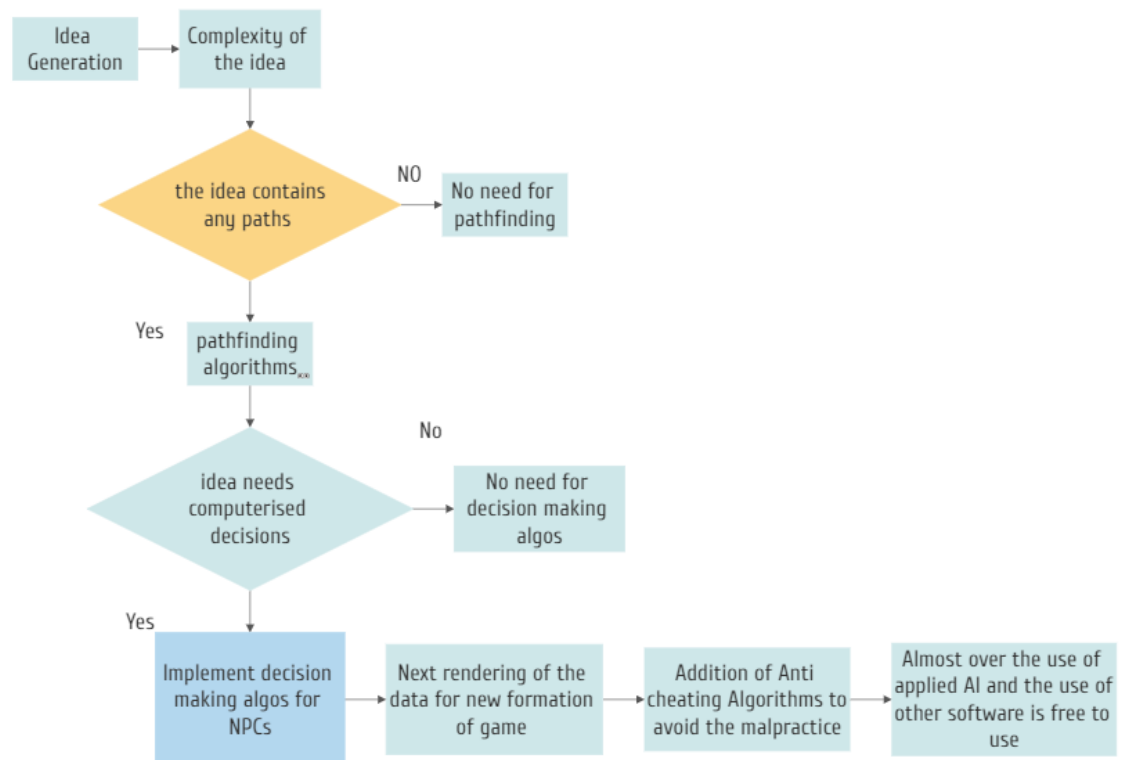 Idea
Generation
Complexity of
the idea
the idea contains
any paths
NO
No need for
pathfinding
Yes
pathfinding
algorithms
idea needs
computerised
decisions
No
No need for
decision making
algos
Yes
Implement decision
making algos for
NPCs
Next rendering of the
data for new formation
of game
Addition of Anti
cheating Algorithms to
avoid the malpractice
Almost over the use of
applied AI and the use of
other software is free to
use